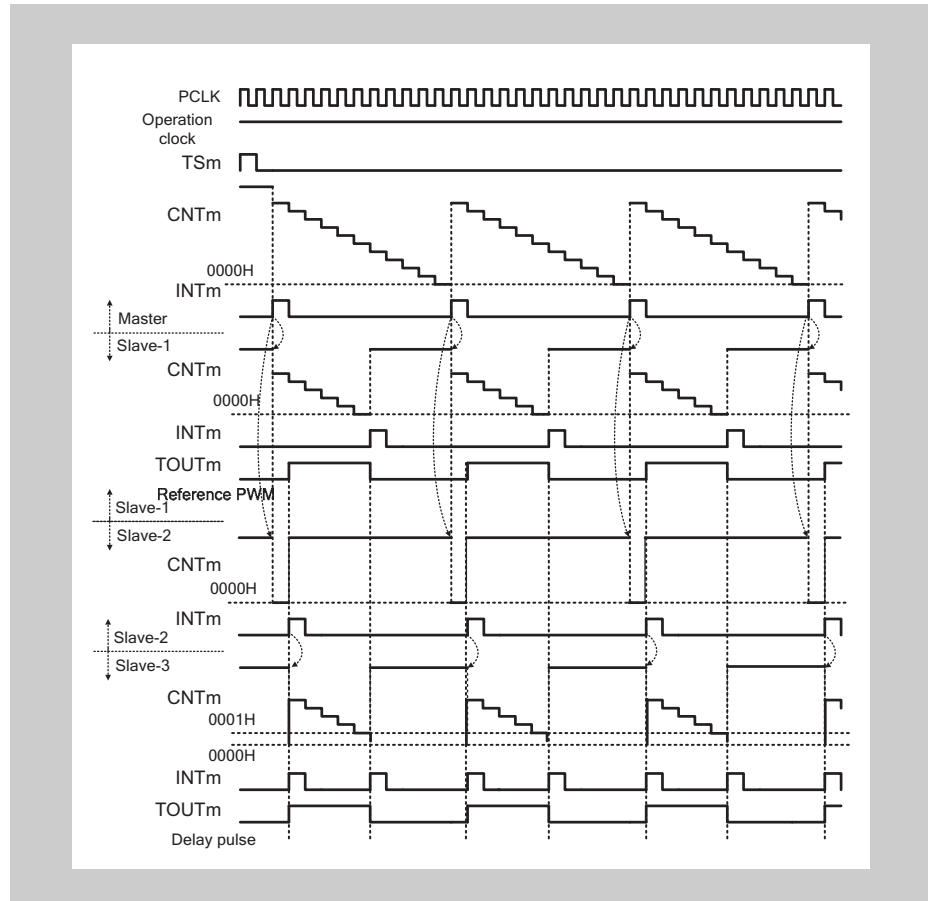 PCLK
Operation
clock
TSm
CNTm
0000H
INTm
Master
Slave-1
CNTm
0000H
INTm
TOUTm
Reference PWM
Slave-1
Slave-2
CNTm
0000H
INTm
Slave-2
Slave-3
CNTm
0001H
0000H
INTm
TOUTm
Delay pulse